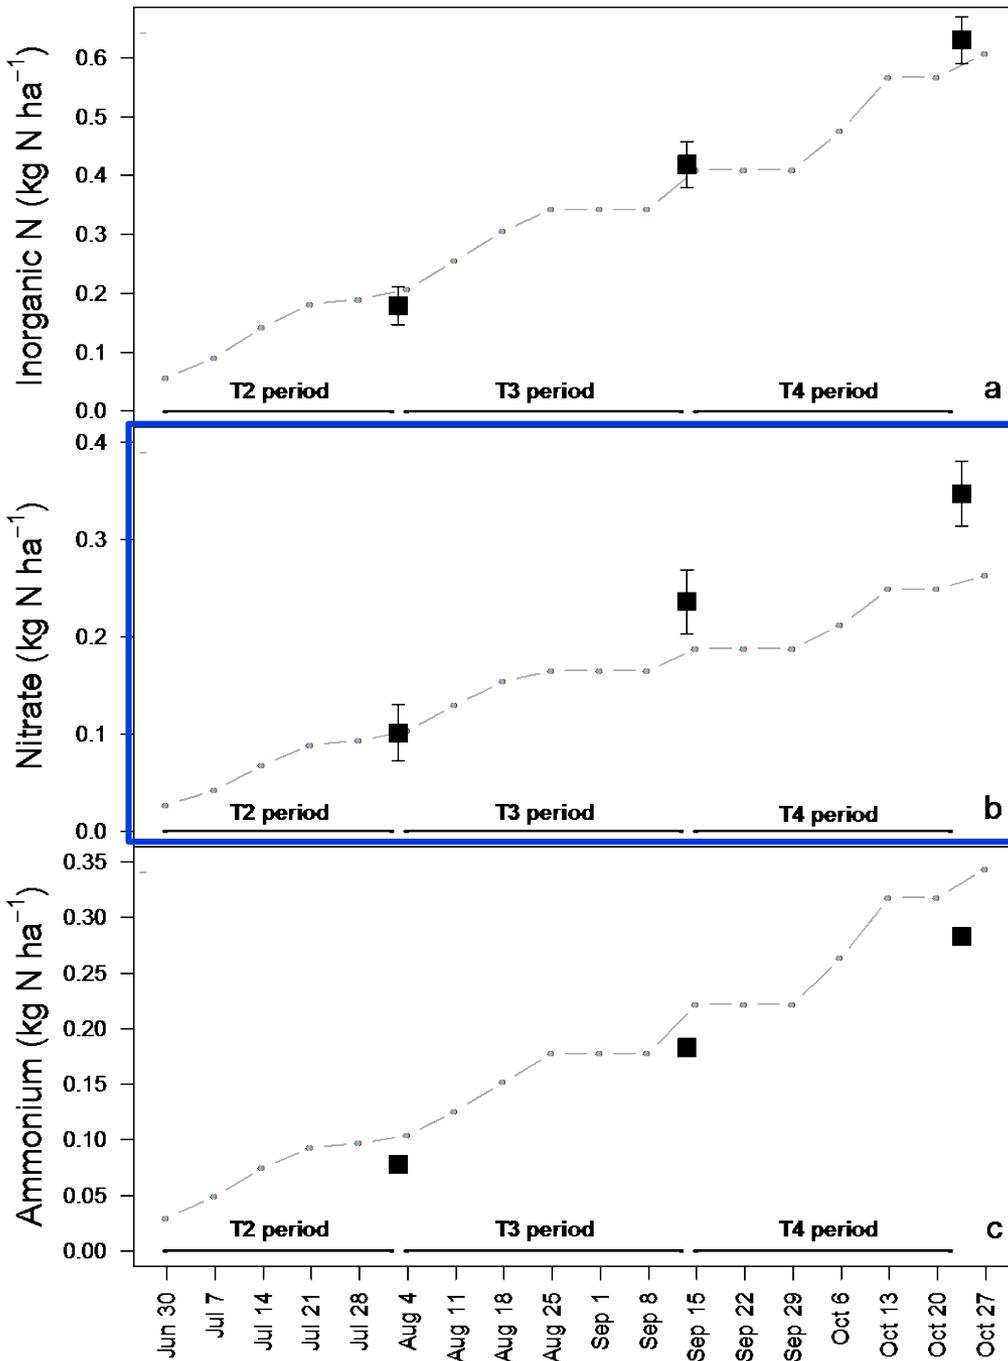 Inorganic N (kg N ha⁻¹)
0.6
0.5
0.4
0.3
0.2
0.1
0.0
T2 period
T3 period
T4 period
a
Nitrate (kg N ha⁻¹)
0.4
0.3
0.2
0.1
0.0
T2 period
T3 period
T4 period
b
Ammonium (kg N ha⁻¹)
0.35
0.30
0.25
0.20
0.15
0.10
0.05
0.00
T2 period
T3 period
T4 period
c
Jun 30
Jul 7
Jul 14
Jul 21
Jul 28
Aug 4
Aug 11
Aug 18
Aug 25
Sep 1
Sep 8
Sep 15
Sep 22
Sep 29
Oct 6
Oct 13
Oct 20
Oct 27